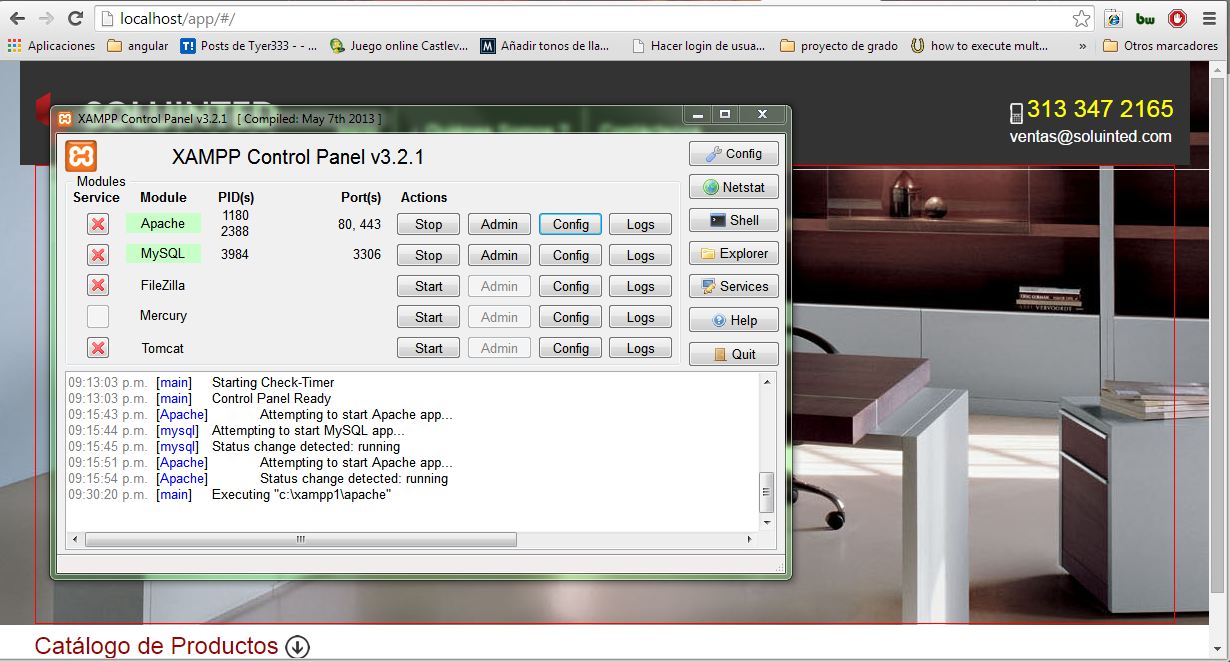 localhost/app/#/
Aplicaciones angular Posts de Tyer333 - - ... Juego online Castlev... Añadir tonos de lla... Hacer login de usua... proyecto de grado how to execute mult... » Otros marcadores
SOLUINTED
313 347 2165
ventas@soluinted.com
XAMPP Control Panel v3.2.1 [ Compiled: May 7th 2013 ]
XAMPP Control Panel v3.2.1
Config
Modules
Service Module PID(s) Port(s) Actions
Netstat
Apache 1180 2388 80, 443 Stop Admin Config Logs
Shell
MySQL 3984 3306 Stop Admin Config Logs
Explorer
FileZilla Start Admin Config Logs
Services
Mercury Start Admin Config Logs
Help
Tomcat Start Admin Config Logs
Quit
09:13:03 p.m. [main] Starting Check-Timer
09:13:03 p.m. [main] Control Panel Ready
09:15:43 p.m. [Apache] Attempting to start Apache app...
09:15:44 p.m. [mysql] Attempting to start MySQL app...
09:15:45 p.m. [mysql] Status change detected: running
09:15:51 p.m. [Apache] Attempting to start Apache app...
09:15:54 p.m. [Apache] Status change detected: running
09:30:20 p.m. [main] Executing "c:\xampp1\apache"
Catálogo de Productos